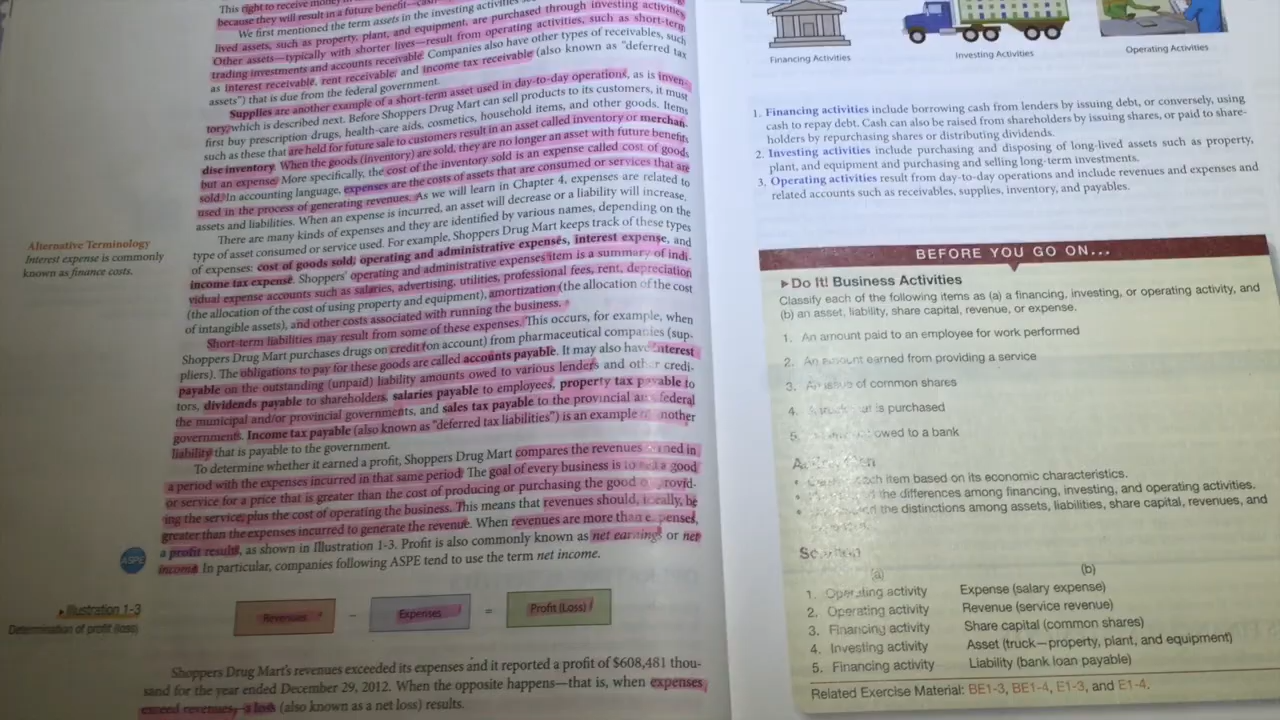 This right to receive money in
because they will result in a future benefit—cash
We first mentioned the term assets in the investing activities
lived assets, such as property, plant, and equipment, are purchased through investing activities.
Other assets—typically with shorter lives—result from operating activities, such as short-term
trading investments and accounts receivable. Companies also have other types of receivables, such
as interest receivable, rent receivable, and income tax receivable (also known as "deferred tax
assets") that is due from the federal government.
Supplies are another example of a short-term asset used in day-to-day operations, as is inven-
tory, which is described next. Before Shoppers Drug Mart can sell products to its customers, it must
first buy prescription drugs, health-care aids, cosmetics, household items, and other goods. Items
such as these that are held for future sale to customers result in an asset called inventory or merchan-
dise inventory. When the goods (inventory) are sold, they are no longer an asset with future benefits,
but an expense. More specifically, the cost of the inventory sold is an expense called cost of goods
sold. In accounting language, expenses are the costs of assets that are consumed or services that are
used in the process of generating revenues. As we will learn in Chapter 4, expenses are related to
assets and liabilities. When an expense is incurred, an asset will decrease or a liability will increase.
There are many kinds of expenses and they are identified by various names, depending on the
type of asset consumed or service used. For example, Shoppers Drug Mart keeps track of these types
of expenses: cost of goods sold, operating and administrative expenses, interest expense, and
income tax expense. Shoppers' operating and administrative expenses item is a summary of indi-
vidual expense accounts such as salaries, advertising, utilities, professional fees, rent, depreciation
(the allocation of the cost of using property and equipment), amortization (the allocation of the cost
of intangible assets), and other costs associated with running the business.
Short-term liabilities may result from some of these expenses. This occurs, for example, when
Shoppers Drug Mart purchases drugs on credit (on account) from pharmaceutical companies (sup-
pliers). The obligations to pay for these goods are called accounts payable. It may also have interest
payable on the outstanding (unpaid) liability amounts owed to various lenders and other credi-
tors, dividends payable to shareholders, salaries payable to employees, property tax payable to
the municipal and/or provincial governments, and sales tax payable to the provincial and federal
governments. Income tax payable (also known as "deferred tax liabilities") is an example of another
liability that is payable to the government.
To determine whether it earned a profit, Shoppers Drug Mart compares the revenues earned in
a period with the expenses incurred in that same period. The goal of every business is to sell a good
or service for a price that is greater than the cost of producing or purchasing the good or provid-
ing the service, plus the cost of operating the business. This means that revenues should, ideally, be
greater than the expenses incurred to generate the revenue. When revenues are more than expenses,
a profit results, as shown in Illustration 1-3. Profit is also commonly known as net earnings or net
income. In particular, companies following ASPE tend to use the term net income.
Alternative Terminology
Interest expense is commonly
known as finance costs.
ASPE
Illustration 1-3
Determination of profit (loss)
Revenues – Expenses = Profit (Loss)
Shoppers Drug Mart's revenues exceeded its expenses and it reported a profit of $608,481 thou-
sand for the year ended December 29, 2012. When the opposite happens—that is, when expenses
exceed revenues—a loss (also known as a net loss) results.
Financing Activities
Investing Activities
Operating Activities
1. Financing activities include borrowing cash from lenders by issuing debt, or conversely, using
cash to repay debt. Cash can also be raised from shareholders by issuing shares, or paid to share-
holders by repurchasing shares or distributing dividends.
2. Investing activities include purchasing and disposing of long-lived assets such as property,
plant, and equipment and purchasing and selling long-term investments.
3. Operating activities result from day-to-day operations and include revenues and expenses and
related accounts such as receivables, supplies, inventory, and payables.
BEFORE YOU GO ON...
Do It! Business Activities
Classify each of the following items as (a) a financing, investing, or operating activity, and
(b) an asset, liability, share capital, revenue, or expense.
1. An amount paid to an employee for work performed
2. An amount earned from providing a service
3. An issue of common shares
4. A truck that is purchased
5. owed to a bank
each item based on its economic characteristics.
the differences among financing, investing, and operating activities.
the distinctions among assets, liabilities, share capital, revenues, and
Solution
(a) (b)
1. Operating activity Expense (salary expense)
2. Operating activity Revenue (service revenue)
3. Financing activity Share capital (common shares)
4. Investing activity Asset (truck—property, plant, and equipment)
5. Financing activity Liability (bank loan payable)
Related Exercise Material: BE1-3, BE1-4, E1-3, and E1-4.